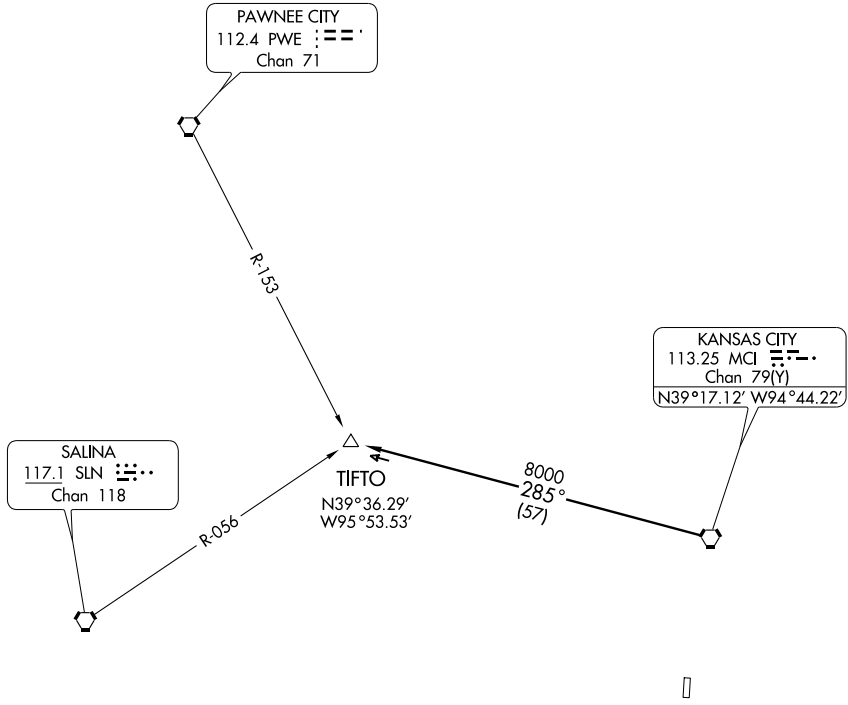 PAWNEE CITY
112.4 PWE
Chan 71
R-153
KANSAS CITY
113.25 MCI
Chan 79(Y)
N39°17.12' W94°44.22'
SALINA
117.1 SLN
Chan 118
TIFTO
N39°36.29'
W95°53.53'
8000
285°
(57)
R-056